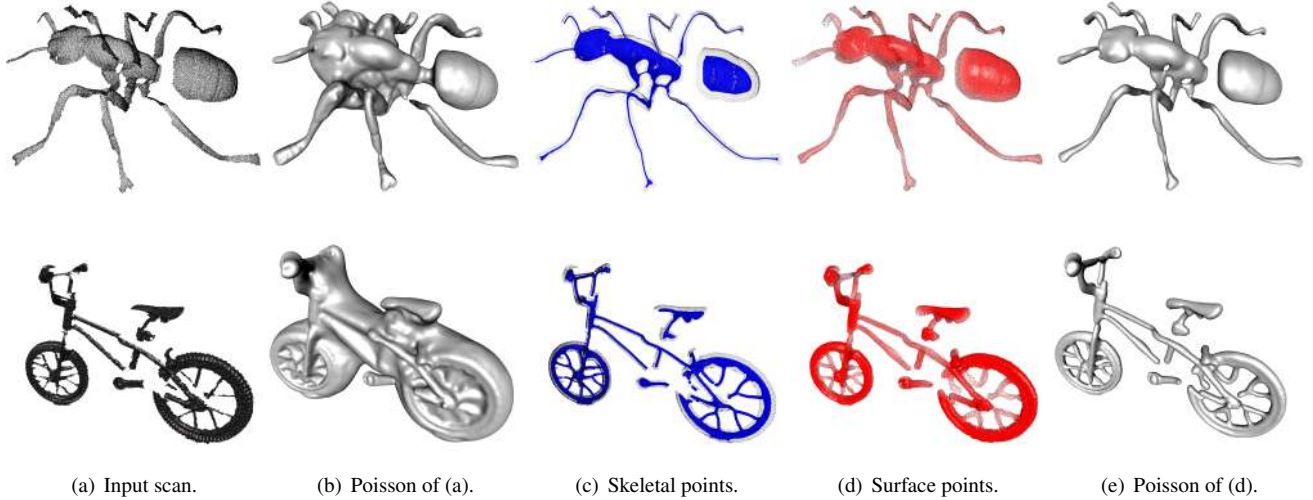 (a) Input scan. (b) Poisson of (a). (c) Skeletal points. (d) Surface points. (e) Poisson of (d).